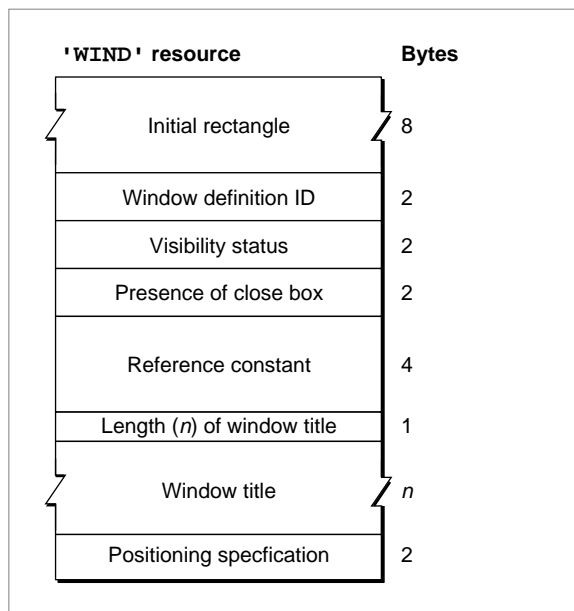 'WIND' resource Bytes
Initial rectangle 8
Window definition ID 2
Visibility status 2
Presence of close box 2
Reference constant 4
Length (n) of window title 1
Window title n
Positioning specfication 2